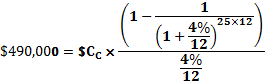 $490,000 = $C_C × (1 − 1/(1 + 4%/12)^(25×12)) / (4%/12)